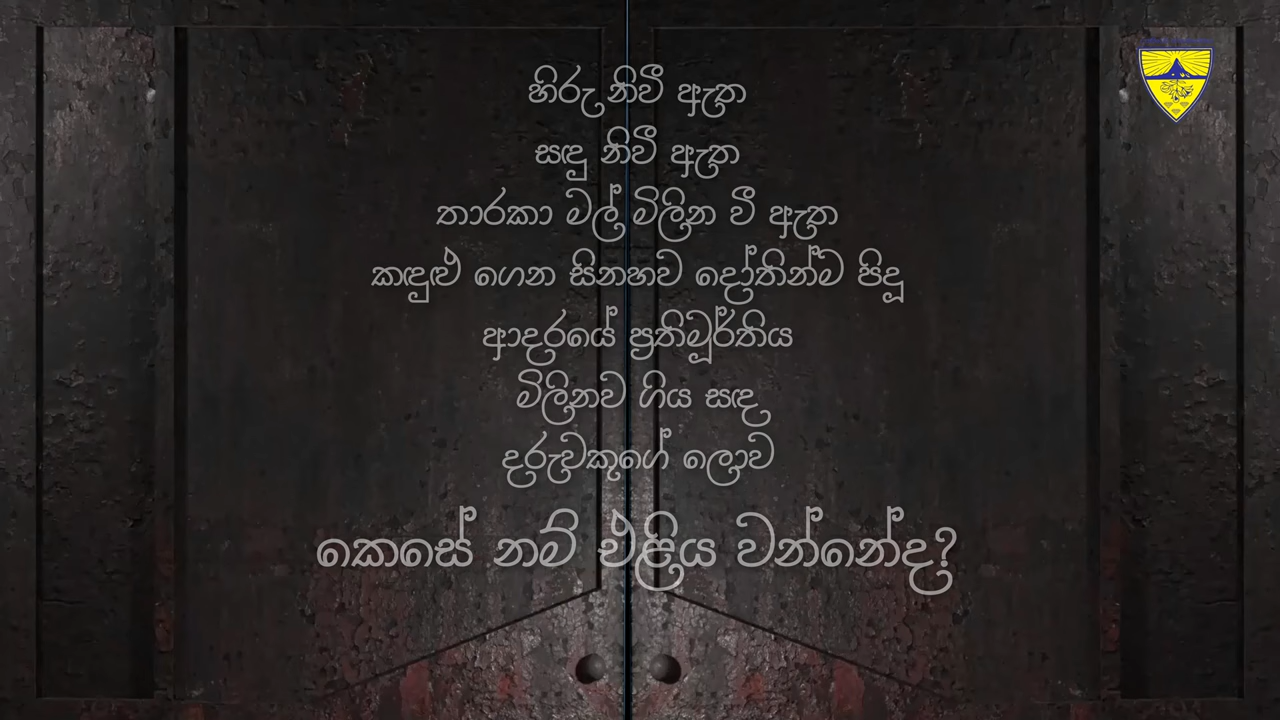 හිරු නිවී ඇත
සඳු නිවී ඇත
තාරකා මල් මිලින වී ඇත
කඳුළු ගෙන සිනහව දෝතින්ම පිදූ
ආදරයේ ප්‍රතිමූර්තිය
මිලිනව ගිය සඳ
දරුවකුගේ ලොව
කෙසේ නම් එළිය වන්නේද?